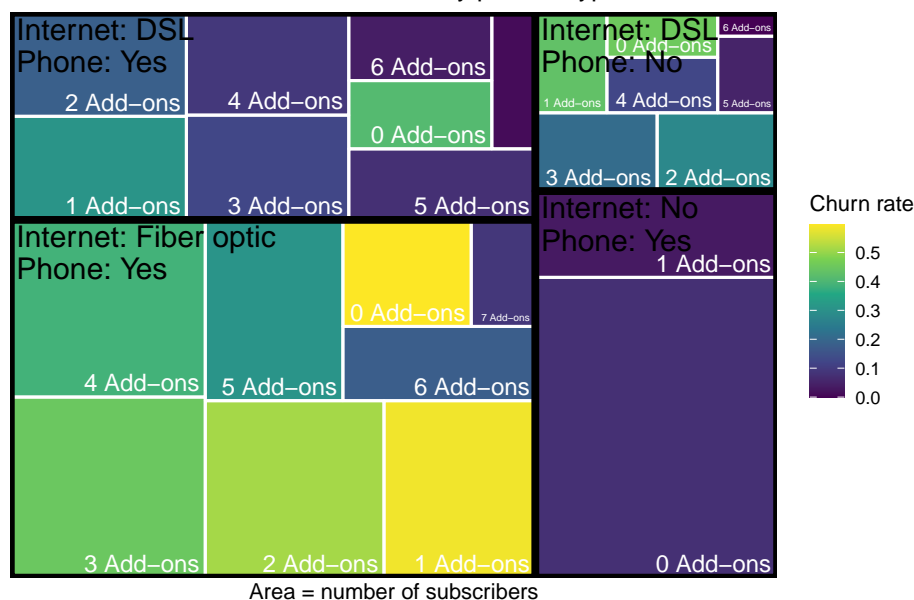 Internet: DSL
Phone: Yes
2 Add−ons
4 Add−ons
6 Add−ons
0 Add−ons
1 Add−ons
3 Add−ons
5 Add−ons
Internet: DSL
Phone: No
6 Add−ons
0 Add−ons
1 Add−ons
4 Add−ons
5 Add−ons
3 Add−ons
2 Add−ons
Internet: Fiber optic
Phone: Yes
0 Add−ons
7 Add−ons
4 Add−ons
5 Add−ons
6 Add−ons
3 Add−ons
2 Add−ons
1 Add−ons
Internet: No
Phone: Yes
1 Add−ons
0 Add−ons
Churn rate
0.5
0.4
0.3
0.2
0.1
0.0
Area = number of subscribers